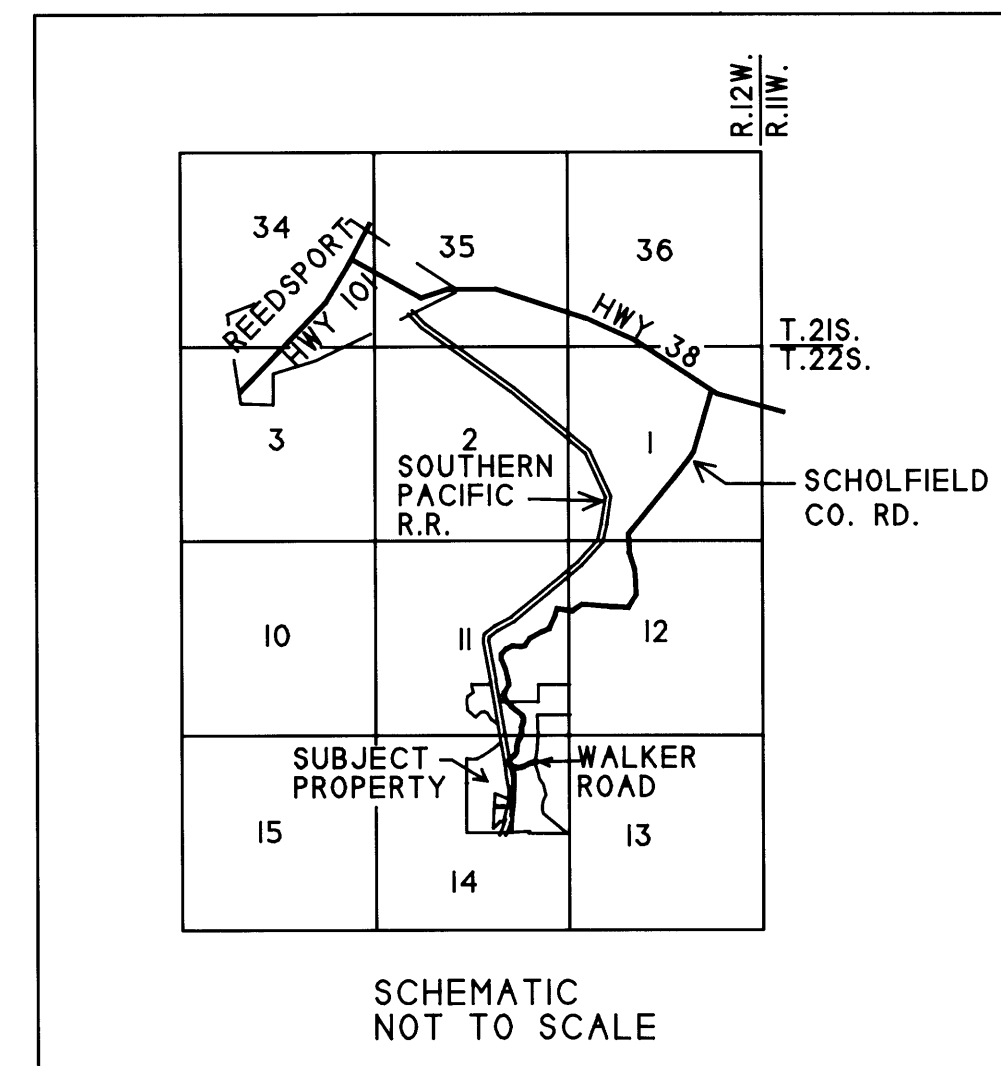 R.12W.
R.11W.
34
35
36
REEDSPORT
HWY 101
HWY 38
T.21S.
T.22S.
3
2
1
SOUTHERN
PACIFIC
R.R.
SCHOLFIELD
CO. RD.
10
11
12
SUBJECT
PROPERTY
WALKER
ROAD
15
14
13
SCHEMATIC
NOT TO SCALE